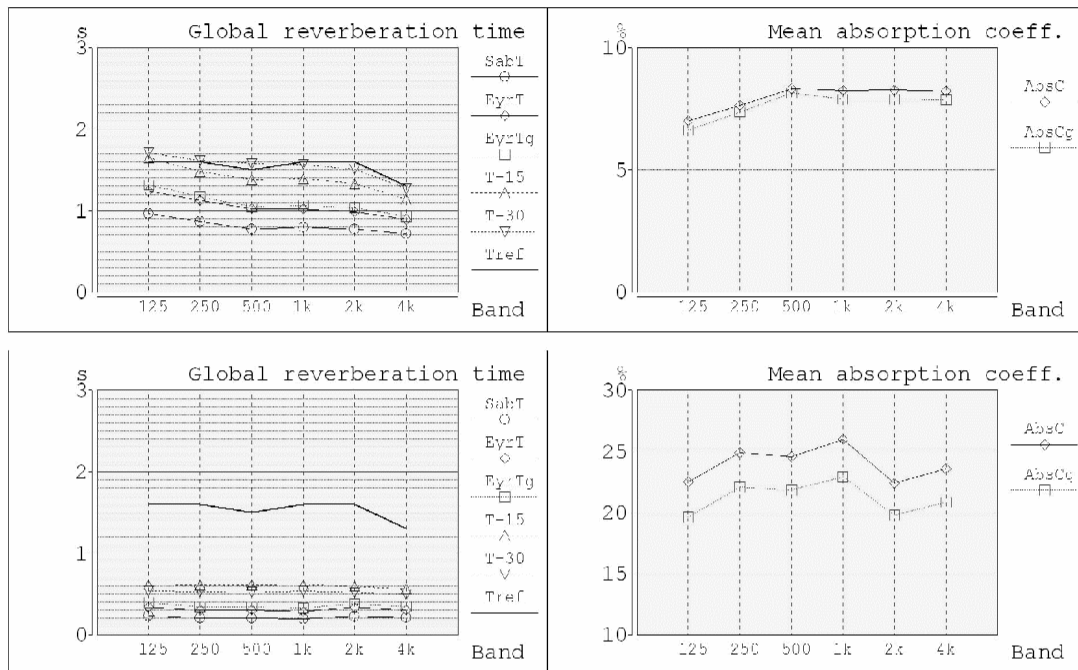 s Global reverberation time
3
2
1
0
125 250 500 1k 2k 4k Band
SabT
EyrT
EyrTg
T-15
T-30
Tref
% Mean absorption coeff.
10
5
0
125 250 500 1k 2k 4k Band
AbsC
AbsCg
s Global reverberation time
3
2
1
0
125 250 500 1k 2k 4k Band
SabT
EyrT
EyrTg
T-15
T-30
Tref
% Mean absorption coeff.
30
25
20
15
10
125 250 500 1k 2k 4k Band
AbsC
AbsCg